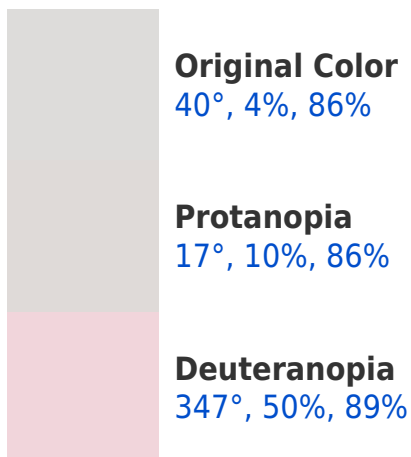 Original Color
40°, 4%, 86%
Protanopia
17°, 10%, 86%
Deuteranopia
347°, 50%, 89%